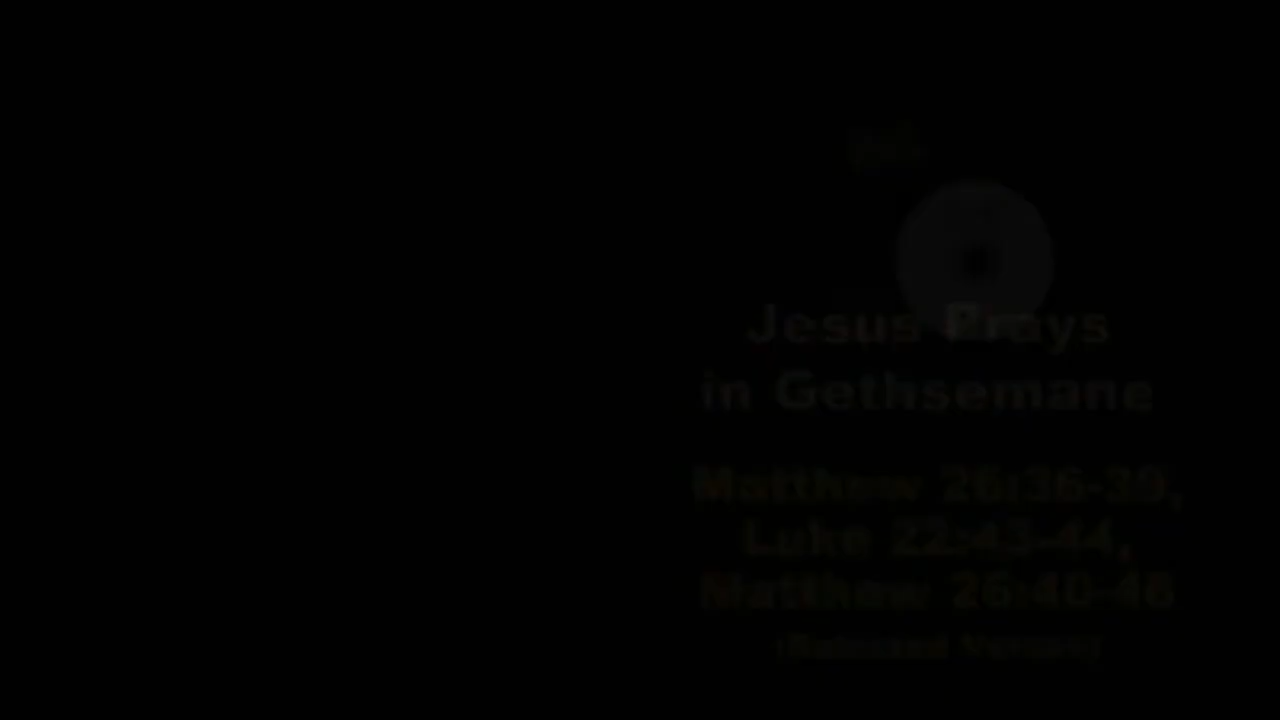 Jesus Prays
in Gethsemane
Matthew 26:36-39,
Luke 22:43-44,
Matthew 26:40-46